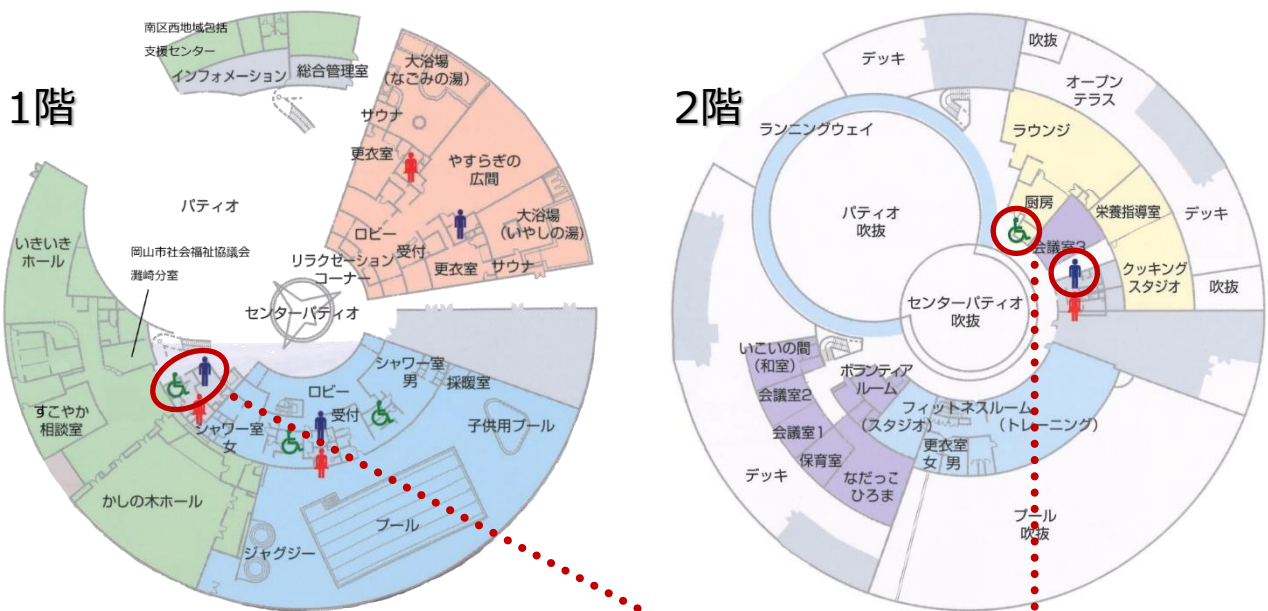 1階
南区西地域包括
支援センター
インフォメーション
総合管理室
大浴場
(なごみの湯)
サウナ
更衣室
やすらぎの
広間
パティオ
ロビー
受付
大浴場
(いやしの湯)
リラクゼーション
コーナー
更衣室
サウナ
いきいき
ホール
岡山市社会福祉協議会
灘崎分室
センターパティオ
シャワー室
男
採暖室
ロビー
受付
すこやか
相談室
シャワー室
女
子供用プール
かしの木ホール
プール
ジャグジー
2階
デッキ
吹抜
オープン
テラス
ランニングウェイ
ラウンジ
パティオ
吹抜
厨房
栄養指導室
デッキ
会議室3
クッキング
スタジオ
吹抜
センターパティオ
吹抜
いこいの間
(和室)
ボランティア
ルーム
会議室2
フィットネスルーム
(スタジオ)
(トレーニング)
会議室1
更衣室
女
男
保育室
デッキ
なだっこ
ひろま
プール
吹抜